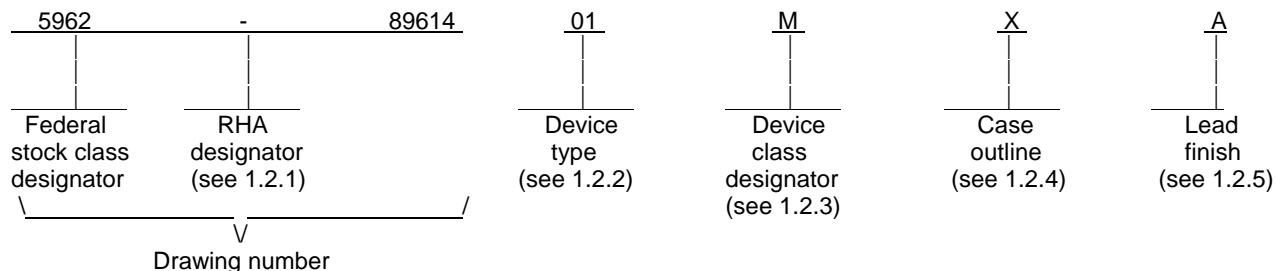 5962 - 89614 01 M X A
Federal stock class designator
RHA designator (see 1.2.1)
Device type (see 1.2.2)
Device class designator (see 1.2.3)
Case outline (see 1.2.4)
Lead finish (see 1.2.5)
Drawing number